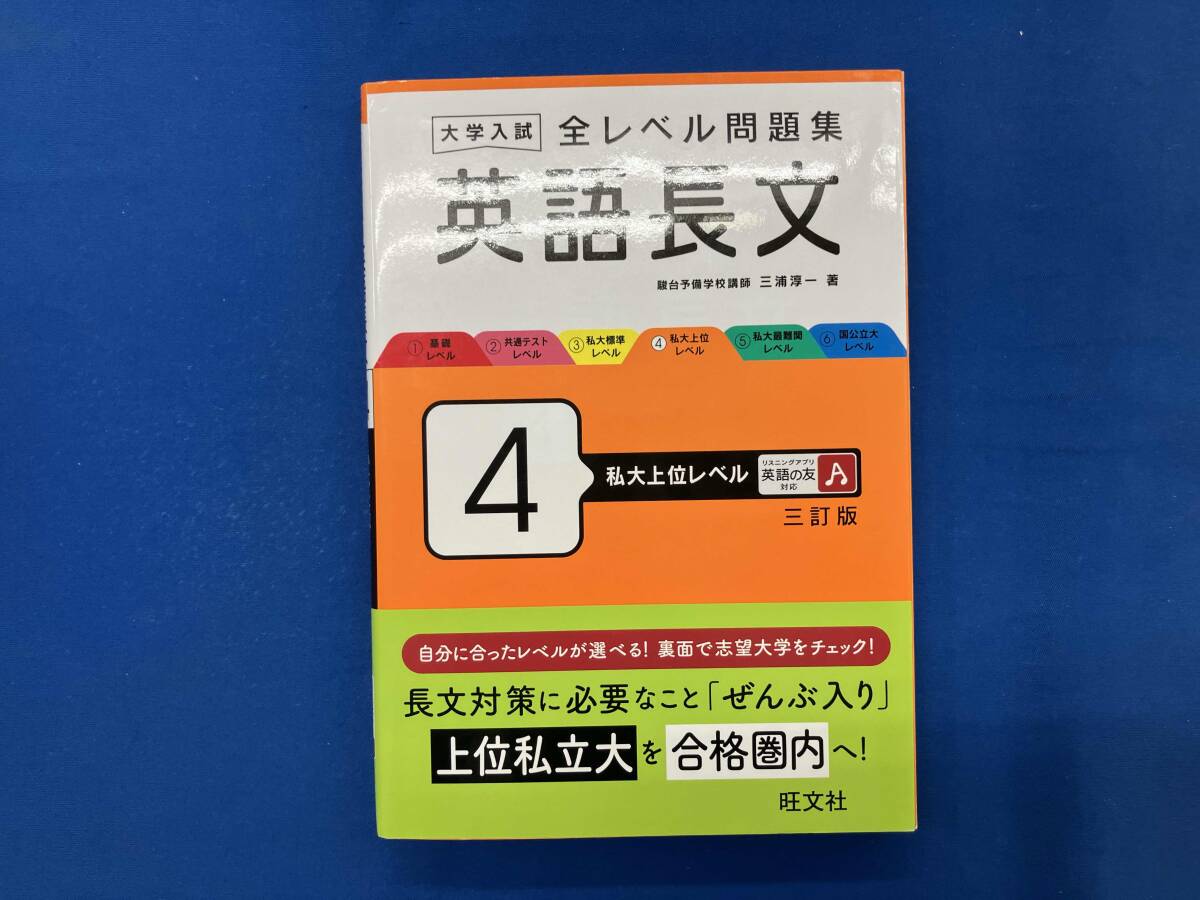 大学入試 全レベル問題集
英語長文
駿台予備学校講師 三浦淳一 著
① 基礎レベル
② 共通テストレベル
③ 私大標準レベル
④ 私大上位レベル
⑤ 私大最難関レベル
⑥ 国公立大レベル
4
私大上位レベル
リスニングアプリ
英語の友
対応
三訂版
自分に合ったレベルが選べる! 裏面で志望大学をチェック!
長文対策に必要なこと「ぜんぶ入り」
上位私立大を合格圏内へ!
旺文社